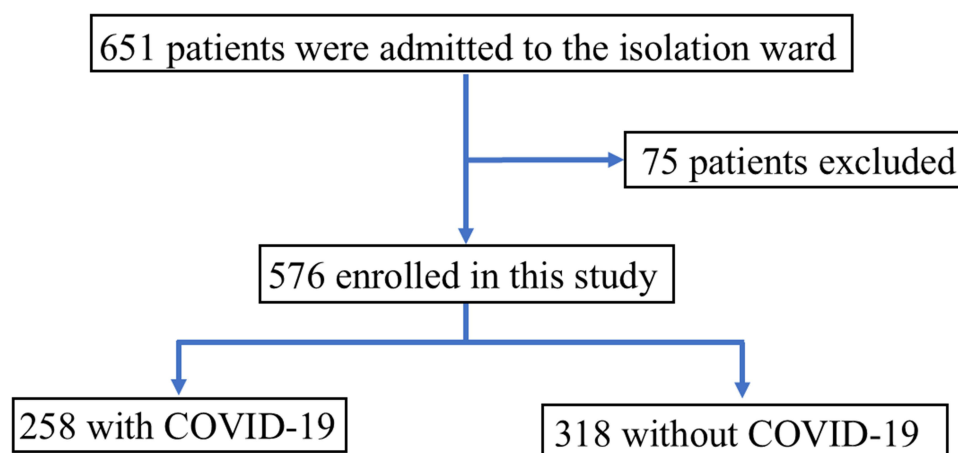 651 patients were admitted to the isolation ward
75 patients excluded
576 enrolled in this study
258 with COVID-19
318 without COVID-19